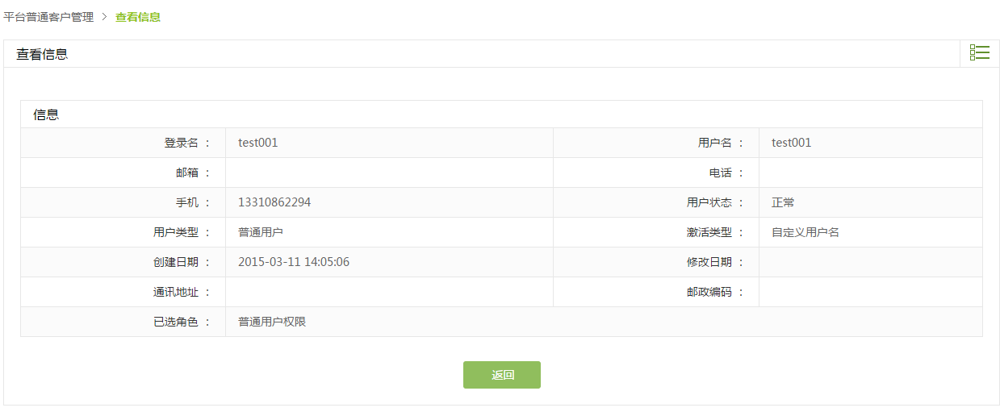 平台普通客户管理 > 查看信息
查看信息
信息
登录名 ： test001 用户名 ： test001
邮箱 ： 电话 ：
手机 ： 13310862294 用户状态 ： 正常
用户类型 ： 普通用户 激活类型 ： 自定义用户名
创建日期 ： 2015-03-11 14:05:06 修改日期 ：
通讯地址 ： 邮政编码 ：
已选角色 ： 普通用户权限
返回